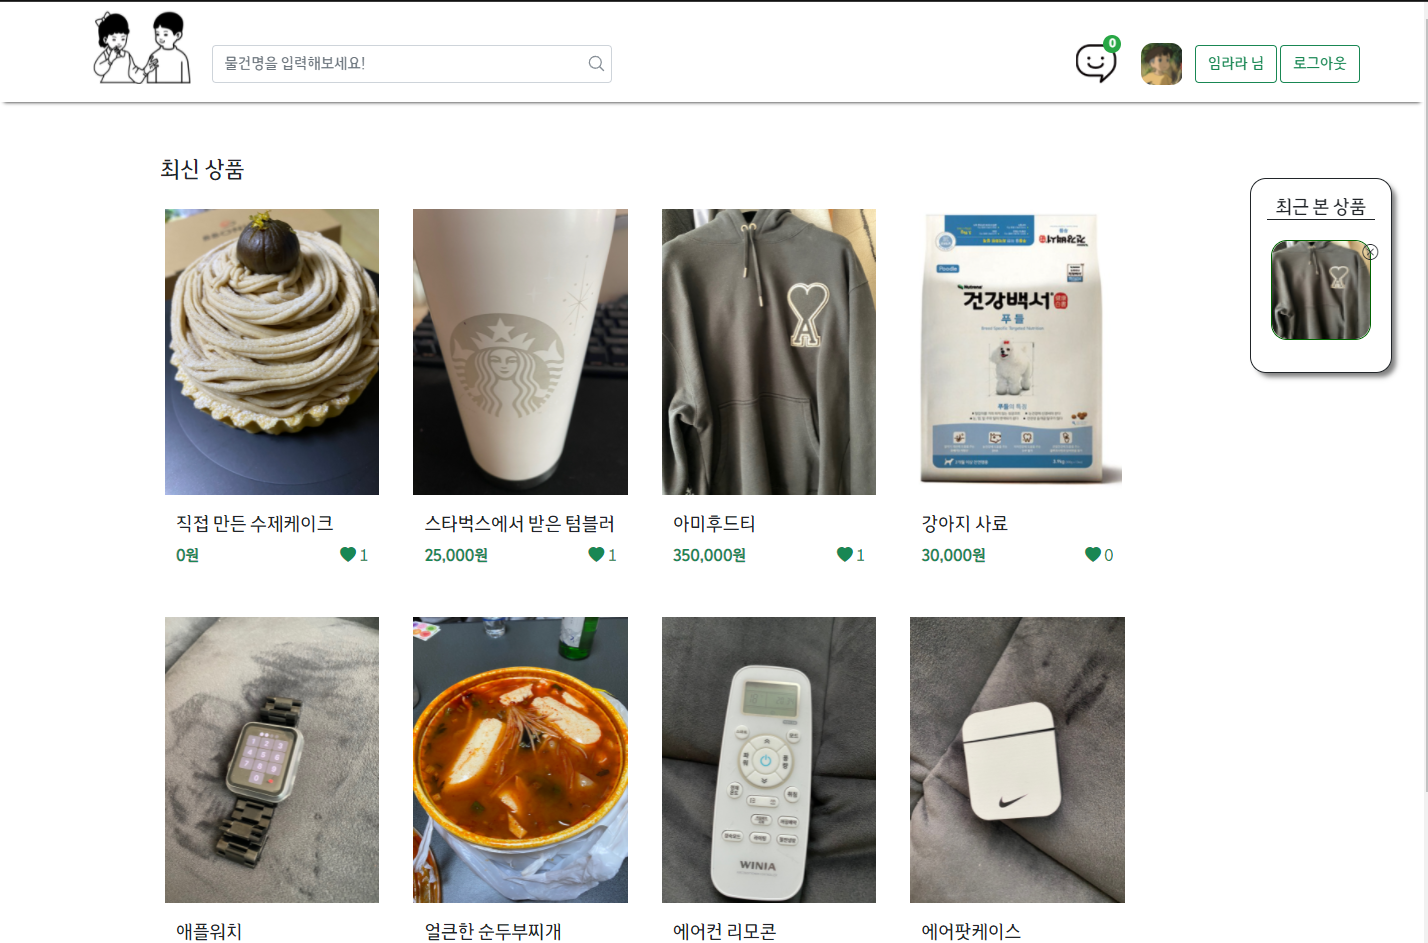 물건명을 입력해보세요!
0
임라라 님
로그아웃
최신 상품
최근 본 상품
A
Poodle
Nutrena
건강백서
푸들
직접 만든 수제케이크
스타벅스에서 받은 텀블러
아미후드티
강아지 사료
0원
1
25,000원
1
350,000원
1
30,000원
0
WINIA
애플워치
얼큰한 순두부찌개
에어컨 리모콘
에어팟케이스